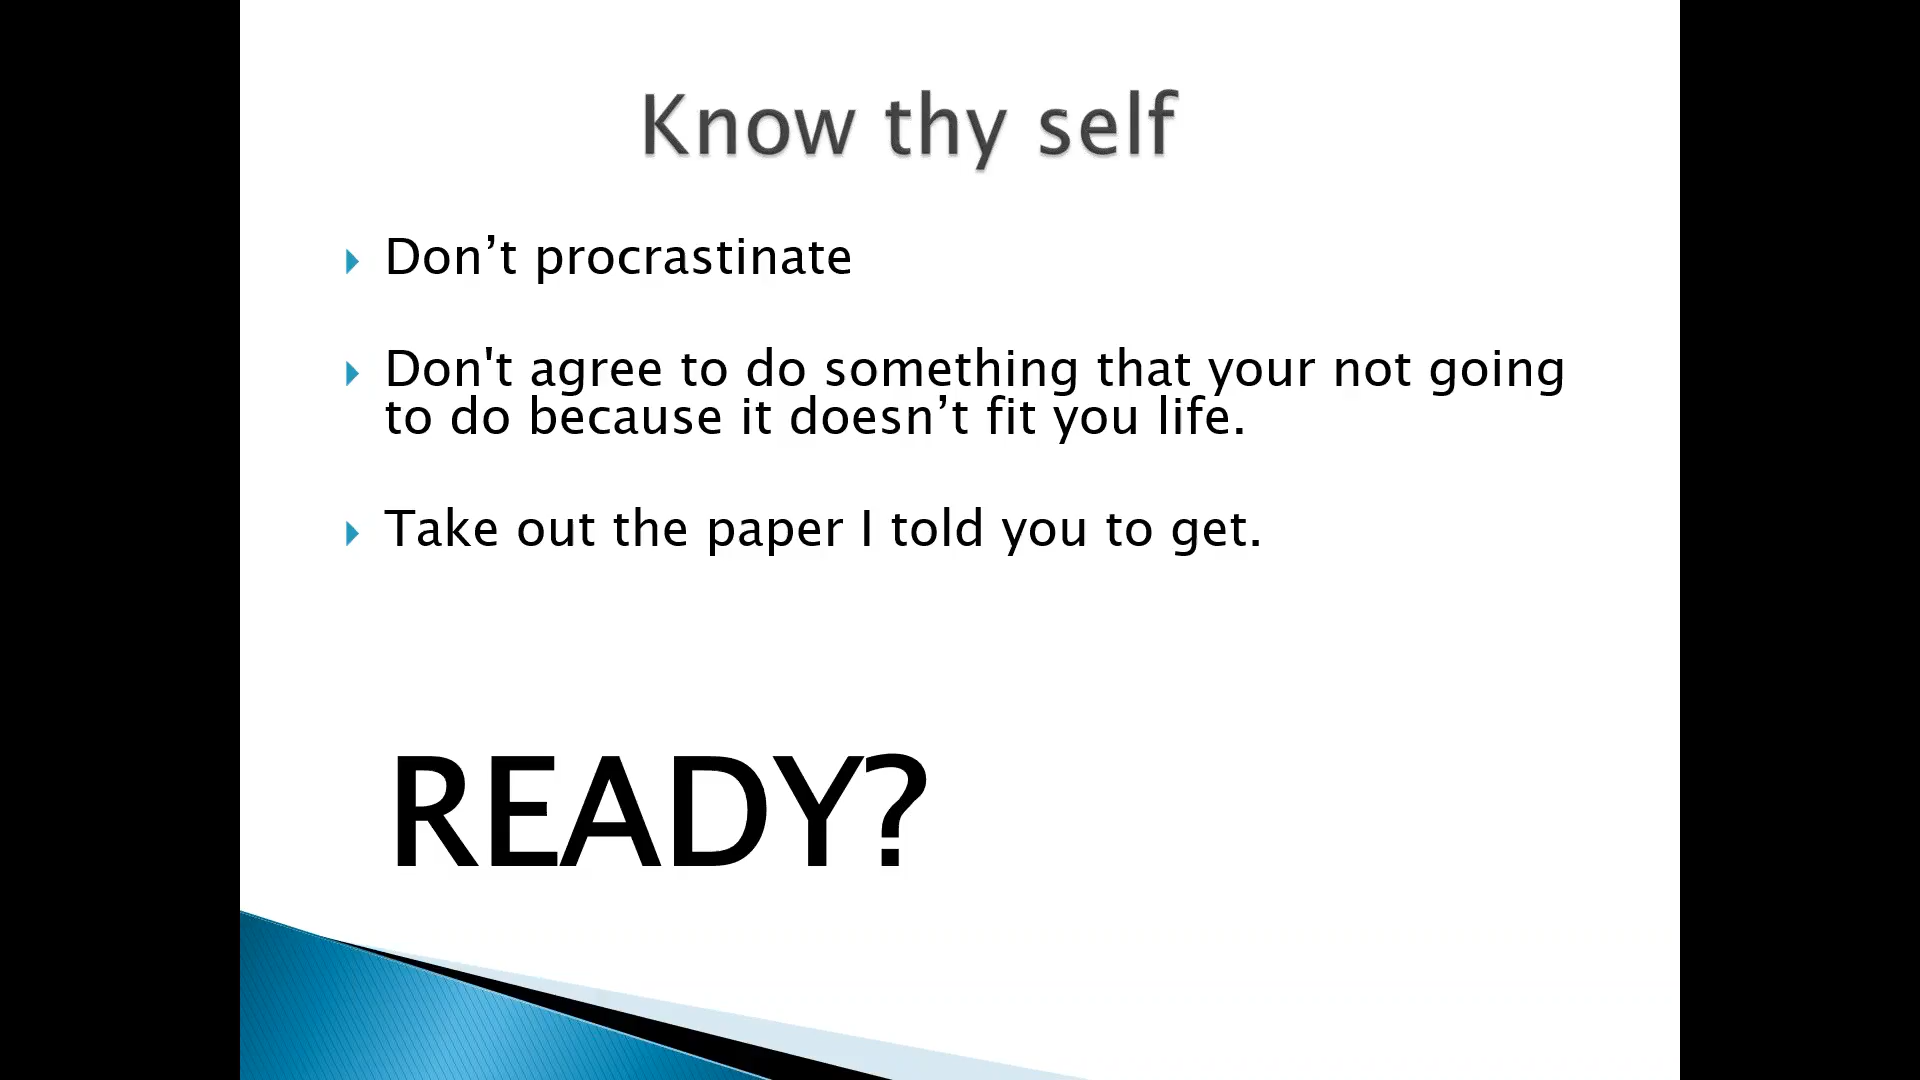 Know thy self
Don’t procrastinate
Don't agree to do something that your not going
to do because it doesn’t fit you life.
Take out the paper I told you to get.
READY?